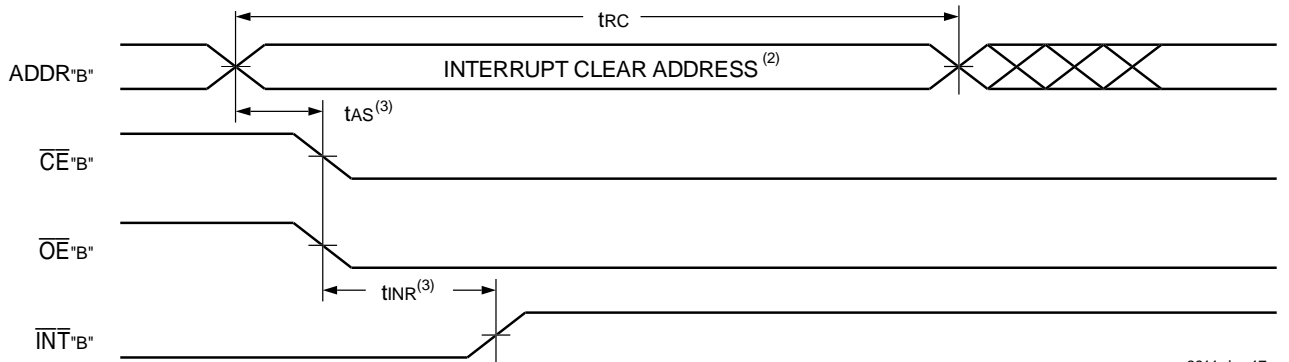 tRC
ADDR"B"
INTERRUPT CLEAR ADDRESS (2)
tAS(3)
CE"B"
OE"B"
tINR(3)
INT"B"